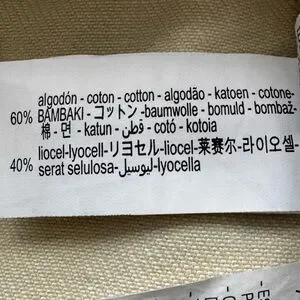 algodón - coton - cotton - algodão - katoen - cotone-
60% BAMBAKI - コットン -baumwolle - bomuld - bombaž-
棉 - 면 - katun - قطن - cotó - kotoia
liocel-lyocell-リヨセル-liocel-莱赛尔-라이오셀-
40% serat selulosa-ليوسيل-lyocella